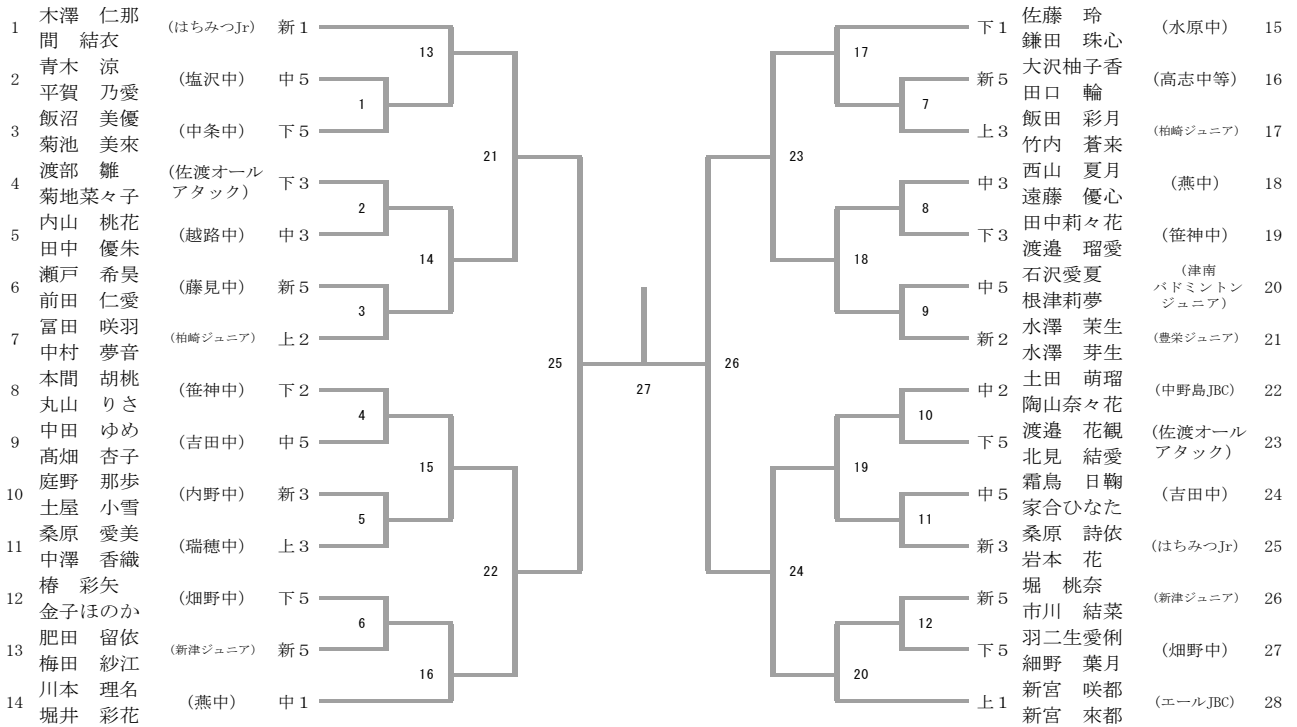 1 木澤　仁那 間　結衣 (はちみつJr) 新1
2 青木　涼 平賀　乃愛 (塩沢中) 中5
3 飯沼　美優 菊池　美來 (中条中) 下5
4 渡部　雛 菊地菜々子 (佐渡オールアタック) 下3
5 内山　桃花 田中　優朱 (越路中) 中3
6 瀬戸　希昊 前田　仁愛 (藤見中) 新5
7 冨田　咲羽 中村　夢音 (柏崎ジュニア) 上2
8 本間　胡桃 丸山　りさ (笹神中) 下2
9 中田　ゆめ 髙畑　杏子 (吉田中) 中5
10 庭野　那歩 土屋　小雪 (内野中) 新3
11 桑原　愛美 中澤　香織 (瑞穂中) 上3
12 椿　彩矢 金子ほのか (畑野中) 下5
13 肥田　留依 梅田　紗江 (新津ジュニア) 新5
14 川本　理名 堀井　彩花 (燕中) 中1
13
1
21
2
14
3
25
4
15
5
22
6
16
27
17
7
23
8
18
9
26
10
19
11
24
12
20
下1 佐藤　玲 鎌田　珠心 (水原中) 15
新5 大沢柚子香 田口　輪 (高志中等) 16
上3 飯田　彩月 竹内　蒼来 (柏崎ジュニア) 17
中3 西山　夏月 遠藤　優心 (燕中) 18
下3 田中莉々花 渡邉　瑠愛 (笹神中) 19
中5 石沢愛夏 根津莉夢 (津南バドミントンジュニア) 20
新2 水澤　茉生 水澤　芽生 (豊栄ジュニア) 21
中2 土田　萌瑠 陶山奈々花 (中野島JBC) 22
下5 渡邉　花観 北見　結愛 (佐渡オールアタック) 23
中5 霜鳥　日鞠 家合ひなた (吉田中) 24
新3 桑原　詩依 岩本　花 (はちみつJr) 25
新5 堀　桃奈 市川　結菜 (新津ジュニア) 26
下5 羽二生愛俐 細野　葉月 (畑野中) 27
上1 新宮　咲都 新宮　來都 (エールJBC) 28